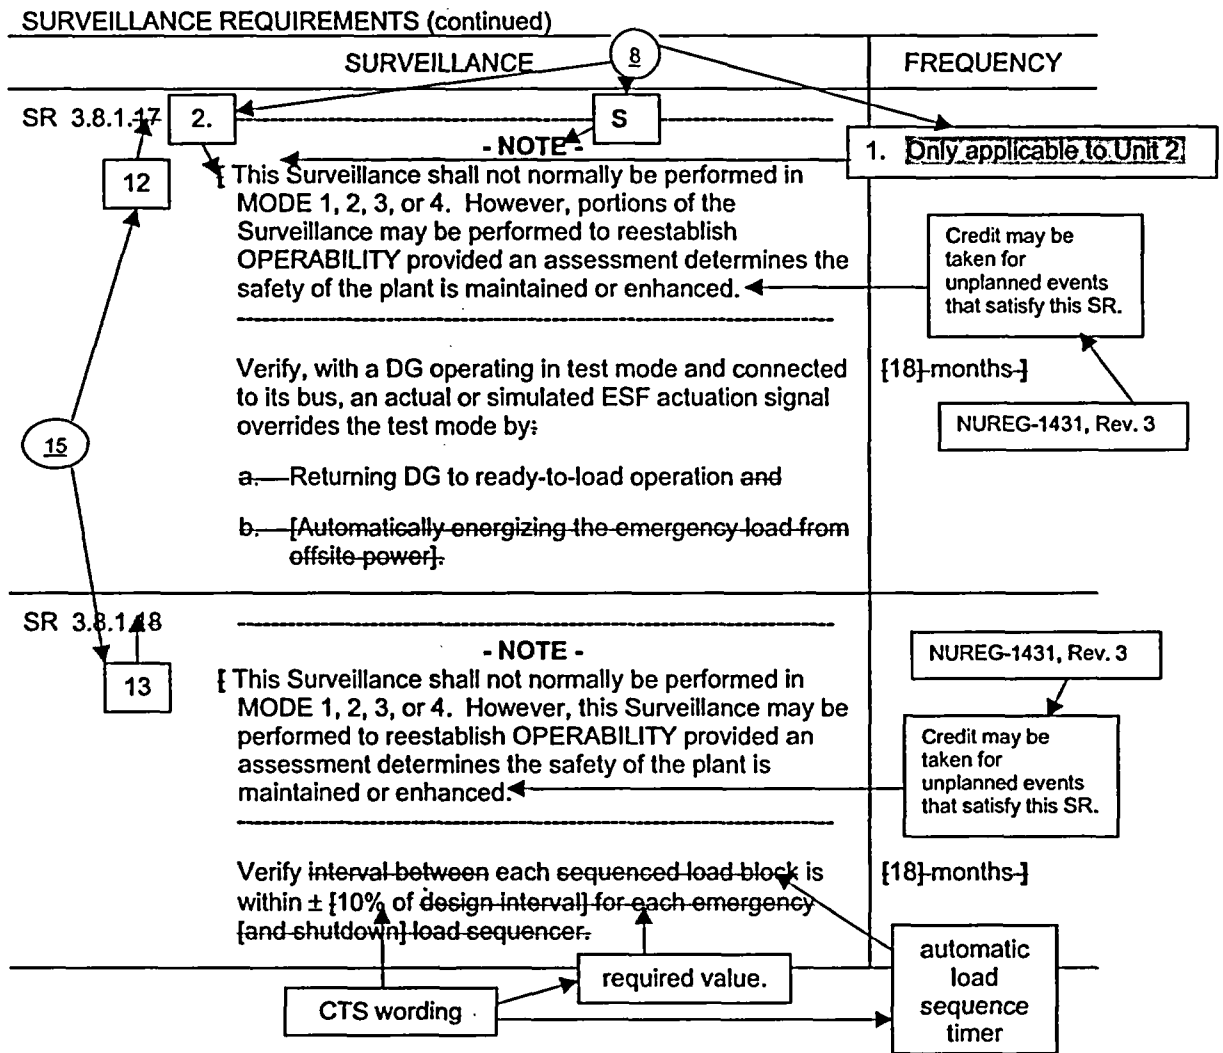 SURVEILLANCE REQUIREMENTS (continued)
SURVEILLANCE
8
FREQUENCY
SR 3.8.1.17
2.
S
- NOTE -
1. Only applicable to Unit 2
12
[ This Surveillance shall not normally be performed in
MODE 1, 2, 3, or 4. However, portions of the
Surveillance may be performed to reestablish
OPERABILITY provided an assessment determines the
safety of the plant is maintained or enhanced.
Credit may be
taken for
unplanned events
that satisfy this SR.
Verify, with a DG operating in test mode and connected
to its bus, an actual or simulated ESF actuation signal
overrides the test mode by:
[18] months ]
NUREG-1431, Rev. 3
15
a. Returning DG to ready-to-load operation and
b. [Automatically energizing the emergency load from
offsite power].
SR 3.8.1.18
- NOTE -
NUREG-1431, Rev. 3
13
[ This Surveillance shall not normally be performed in
MODE 1, 2, 3, or 4. However, this Surveillance may be
performed to reestablish OPERABILITY provided an
assessment determines the safety of the plant is
maintained or enhanced.
Credit may be
taken for
unplanned events
that satisfy this SR.
Verify interval between each sequenced load block is
within ± [10% of design interval] for each emergency
[and shutdown] load sequencer.
[18] months ]
required value.
CTS wording
automatic
load
sequence
timer